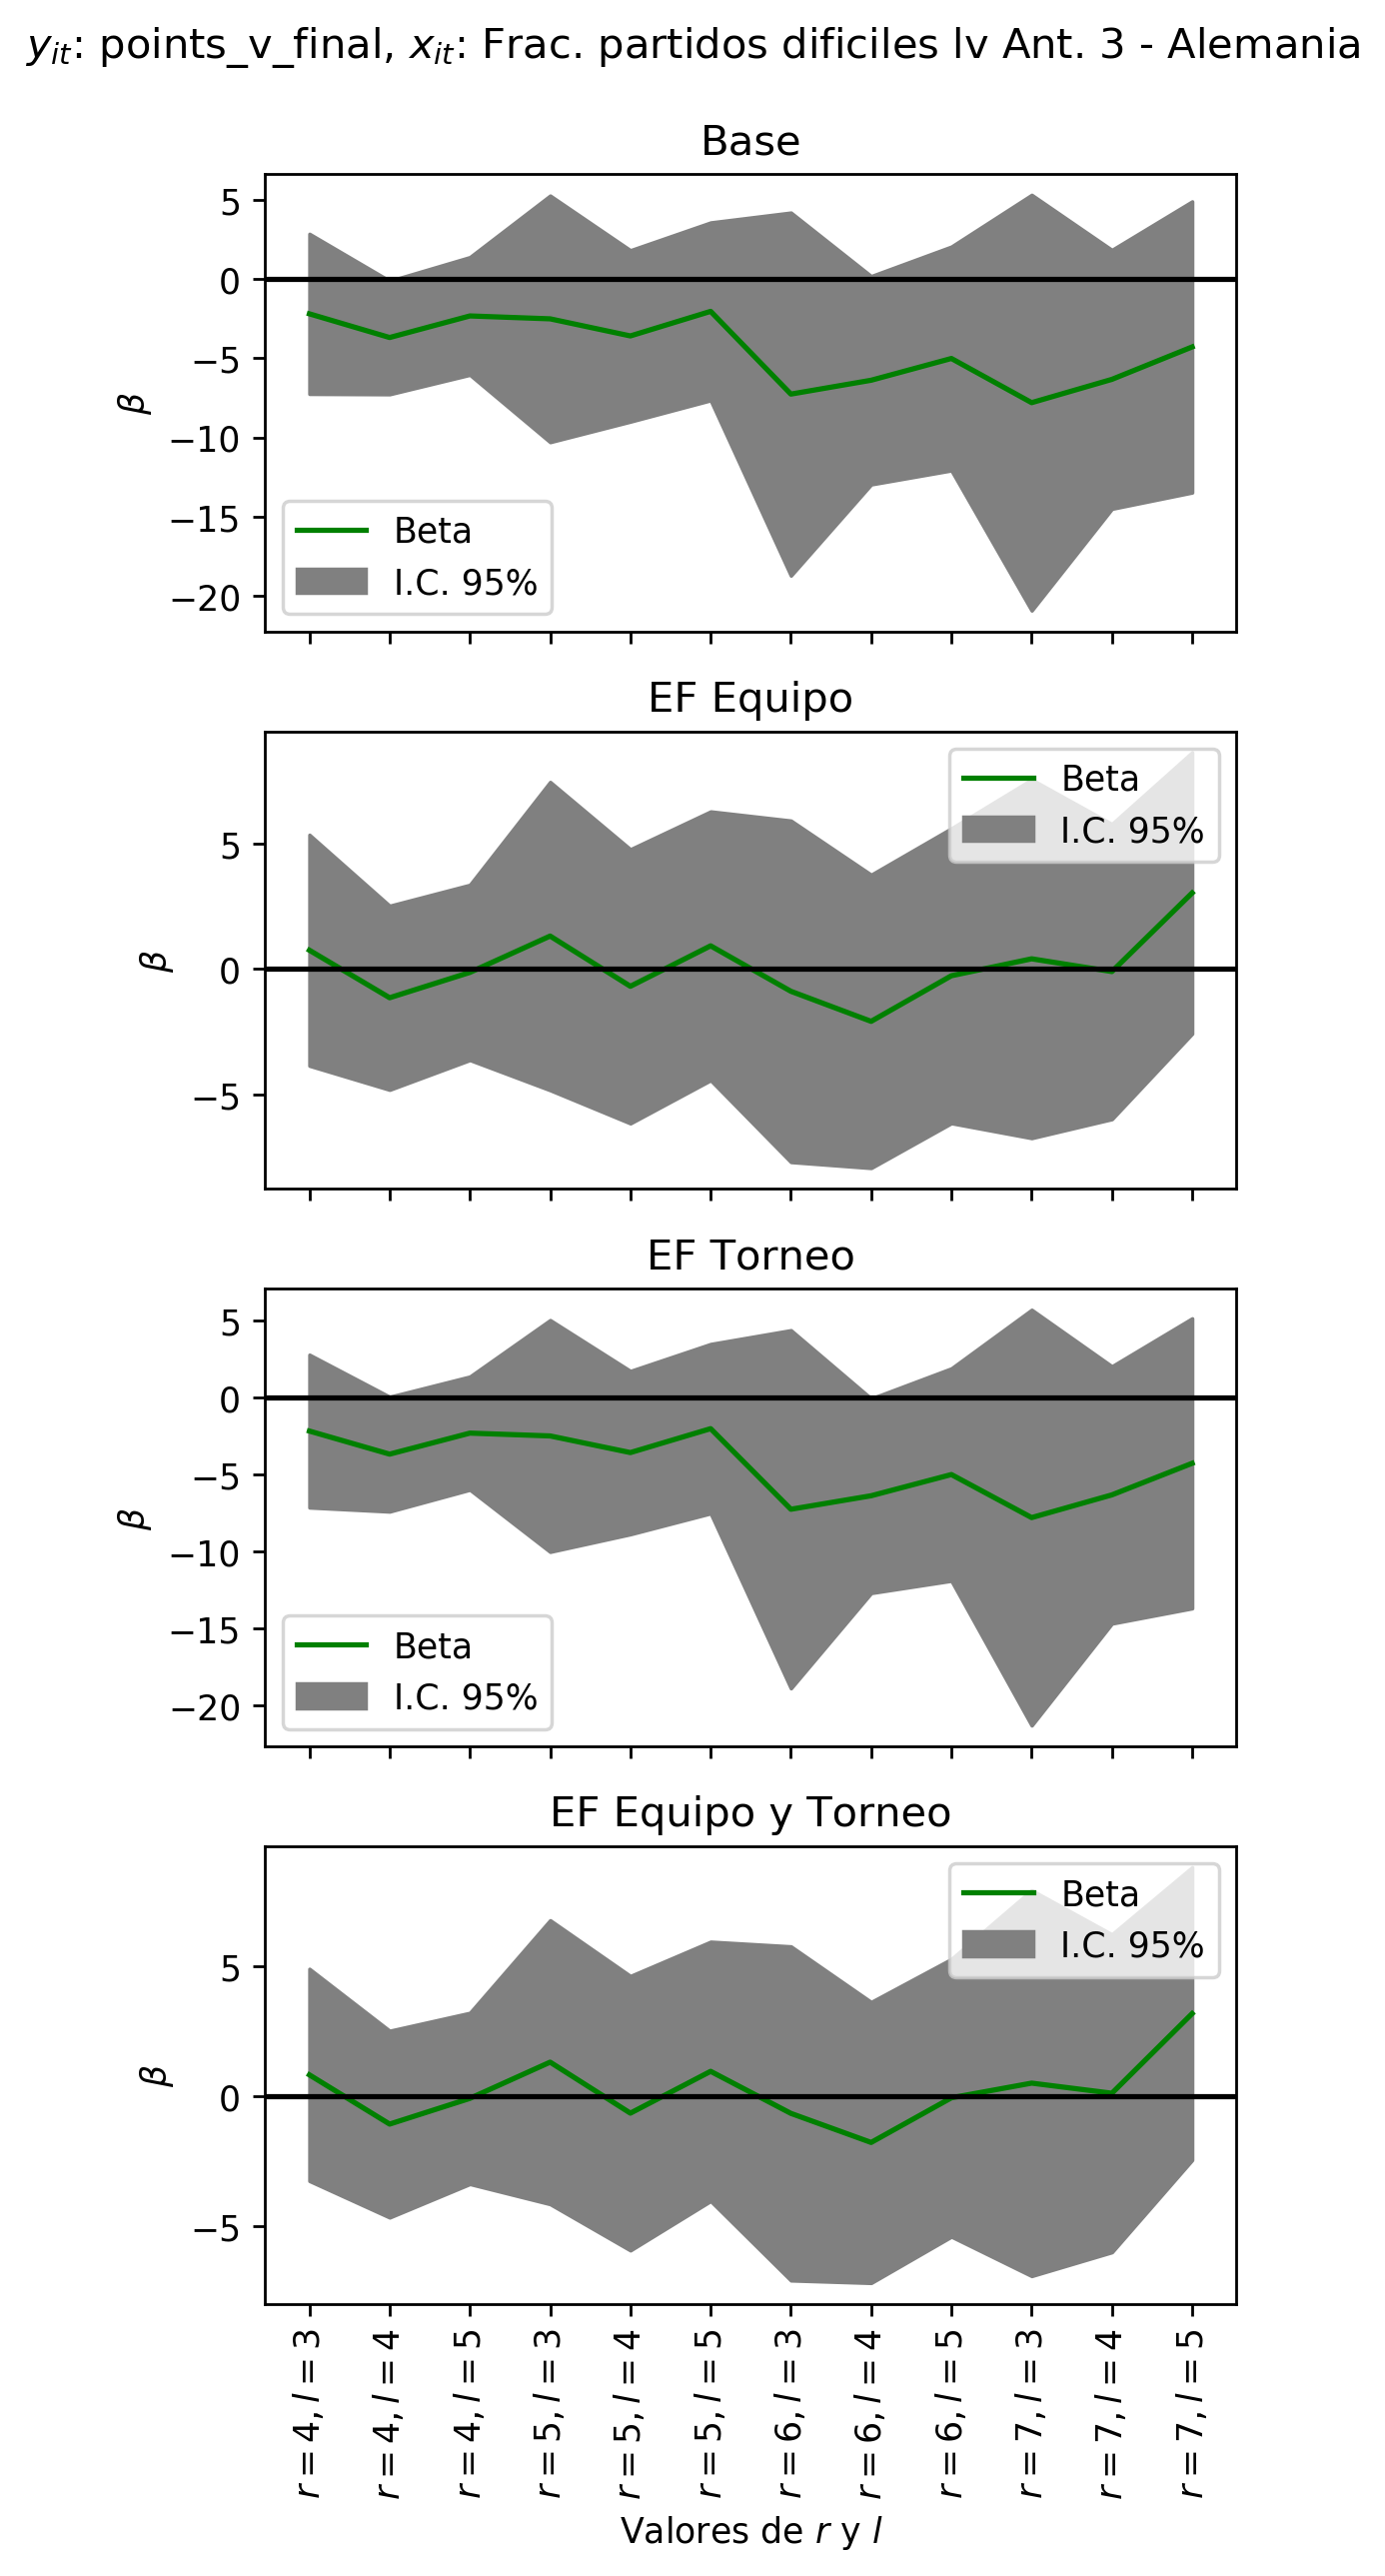 y_it: points_v_final, x_it: Frac. partidos dificiles lv Ant. 3 - Alemania
Base
5
0
−5
−10
−15
−20
β
Beta
I.C. 95%
EF Equipo
5
0
−5
β
Beta
I.C. 95%
EF Torneo
5
0
−5
−10
−15
−20
β
Beta
I.C. 95%
EF Equipo y Torneo
5
0
−5
β
Beta
I.C. 95%
r = 4, l = 3
r = 4, l = 4
r = 4, l = 5
r = 5, l = 3
r = 5, l = 4
r = 5, l = 5
r = 6, l = 3
r = 6, l = 4
r = 6, l = 5
r = 7, l = 3
r = 7, l = 4
r = 7, l = 5
Valores de r y l